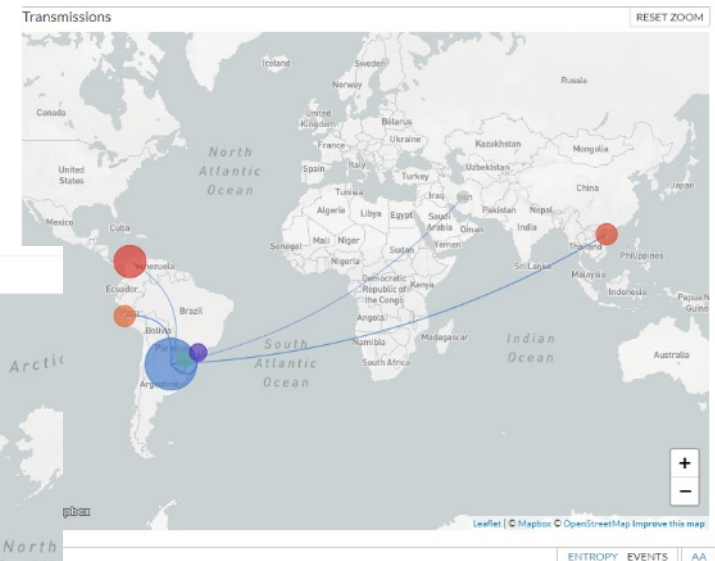 Transmissions
RESET ZOOM
Iceland
Sweden
Russia
Norway
Canada
United
Kingdom
Belarus
North
Atlantic
Ocean
Ukraine
France
Kazakhstan
Mongolia
United
States
Spain
Italy
Turkey
Uzbekistan
China
Japan
Tunisia
Iraq
Iran
Algeria
Libya
Egypt
Saudi
Arabia
Pakistan
Nepal
Mexico
Cuba
Oman
India
Senegal
Mali
Niger
Sudan
Yemen
Thailand
Philippines
Venezuela
Nigeria
Sri Lanka
Ecuador
Democratic
Republic of
the Congo
Kenya
Malaysia
Indonesia
Papua N
Guine
Peru
Brazil
Angola
Bolivia
Namibia
Madagascar
South
Atlantic
Ocean
Indian
Ocean
Australia
South Africa
Argentina
Arctic
+
−
pbox
Leaflet | © Mapbox © OpenStreetMap Improve this map
North
ENTROPY EVENTS AA